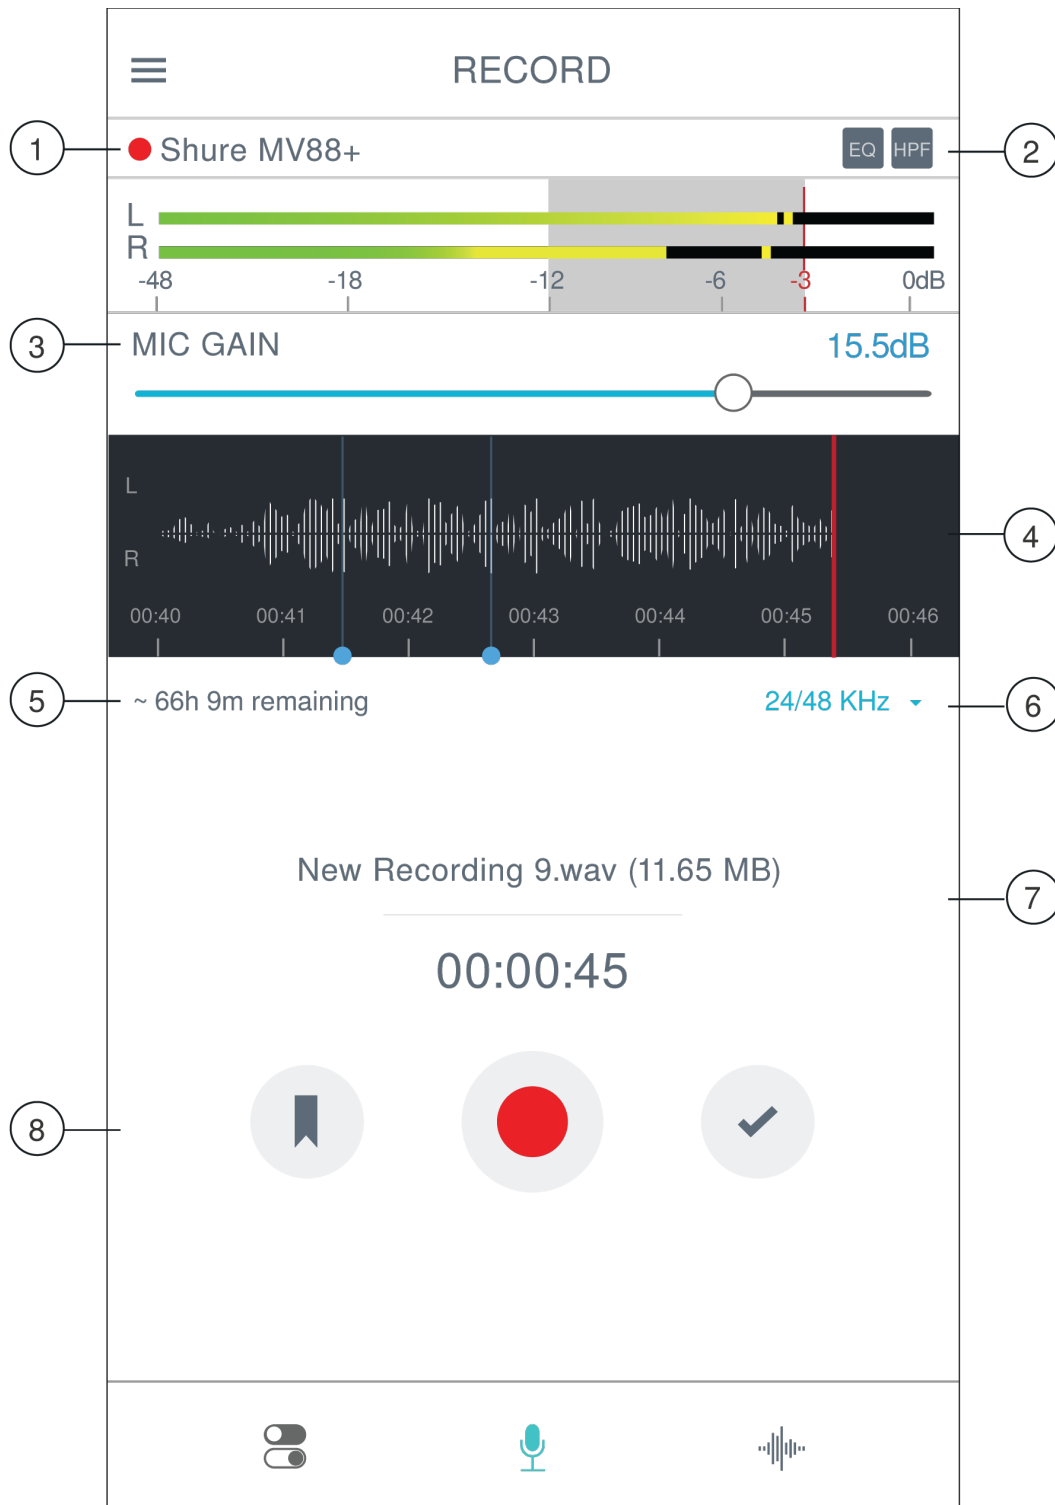 RECORD
1
Shure MV88+
EQ HPF
2
L
R
-48 -18 -12 -6 -3 0dB
3
MIC GAIN 15.5dB
L
4
R
00:40 00:41 00:42 00:43 00:44 00:45 00:46
5
~ 66h 9m remaining
24/48 KHz
6
New Recording 9.wav (11.65 MB)
7
00:00:45
8